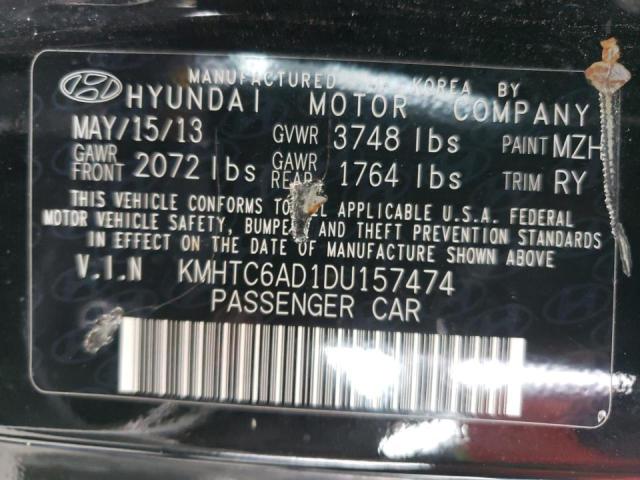 MANUFACTURED IN KOREA BY
HYUNDAI MOTOR COMPANY
MAY/15/13 GVWR 3748 lbs PAINT MZH
GAWR FRONT 2072 lbs GAWR REAR 1764 lbs TRIM RY
THIS VEHICLE CONFORMS TO ALL APPLICABLE U.S.A. FEDERAL
MOTOR VEHICLE SAFETY, BUMPER, AND THEFT PREVENTION STANDARDS
IN EFFECT ON THE DATE OF MANUFACTURE SHOWN ABOVE.
V.I.N KMHTC6AD1DU157474
PASSENGER CAR